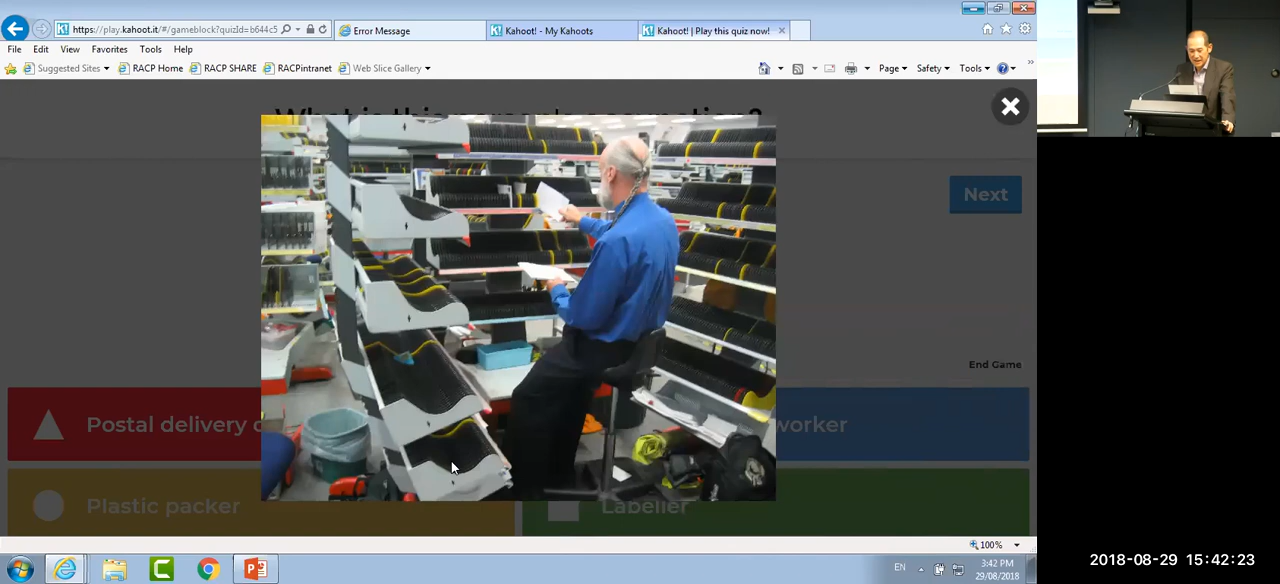 https://play.kahoot.it/#/gameblock?quizId=b644c5
Error Message
Kahoot! - My Kahoots
Kahoot! | Play this quiz now!
File Edit View Favorites Tools Help
Suggested Sites RACP Home RACP SHARE RACPintranet Web Slice Gallery
Page Safety Tools
What is this
Next
End Game
Postal delivery
worker
Plastic packer
Labeller
100%
EN
3:42 PM
29/08/2018
2018-08-29 15:42:23